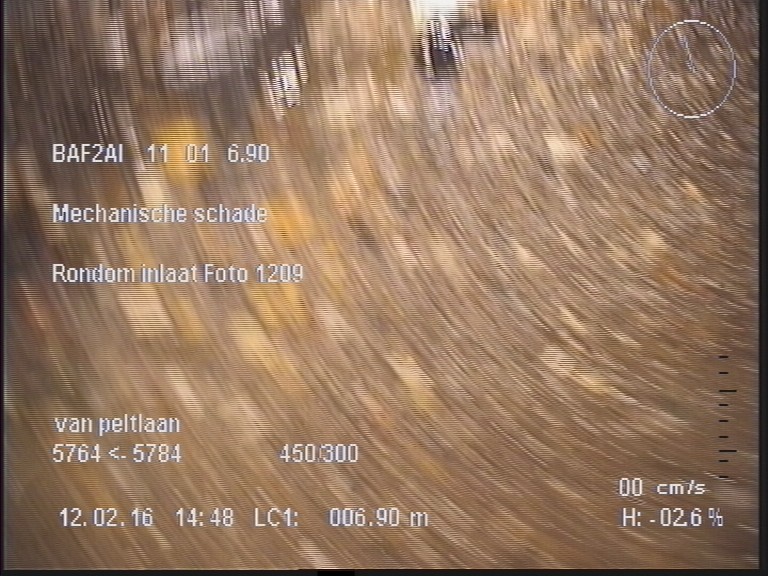 BAF2AI 11 01 6.90
Mechanische schade
Rondom inlaat Foto 1209
van peltlaan
5764 <- 5784 450/300
00 cm/s
12.02.16 14:48 LC1: 006.90 m H: -02.6 %